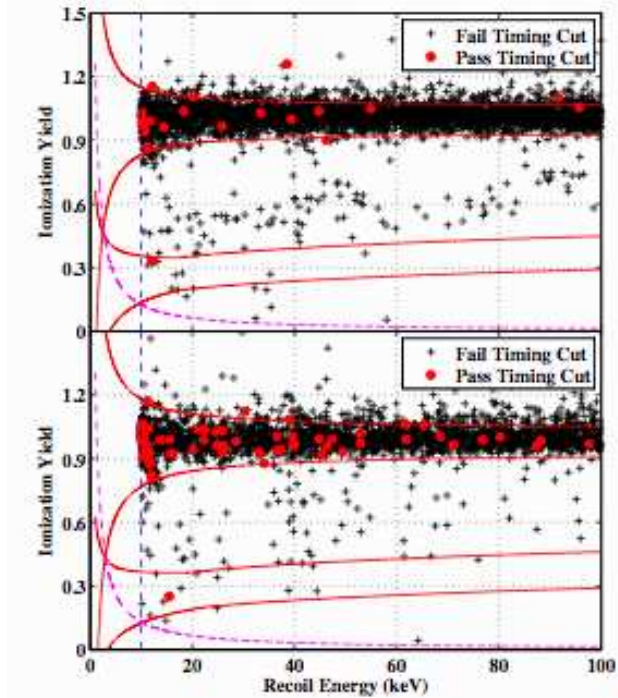 1.5
Fail Timing Cut
Pass Timing Cut
1.2
0.9
0.6
0.3
0
Ionization Yield
Fail Timing Cut
Pass Timing Cut
1.2
0.9
0.6
0.3
0
Ionization Yield
0 20 40 60 80 100
Recoil Energy (keV)